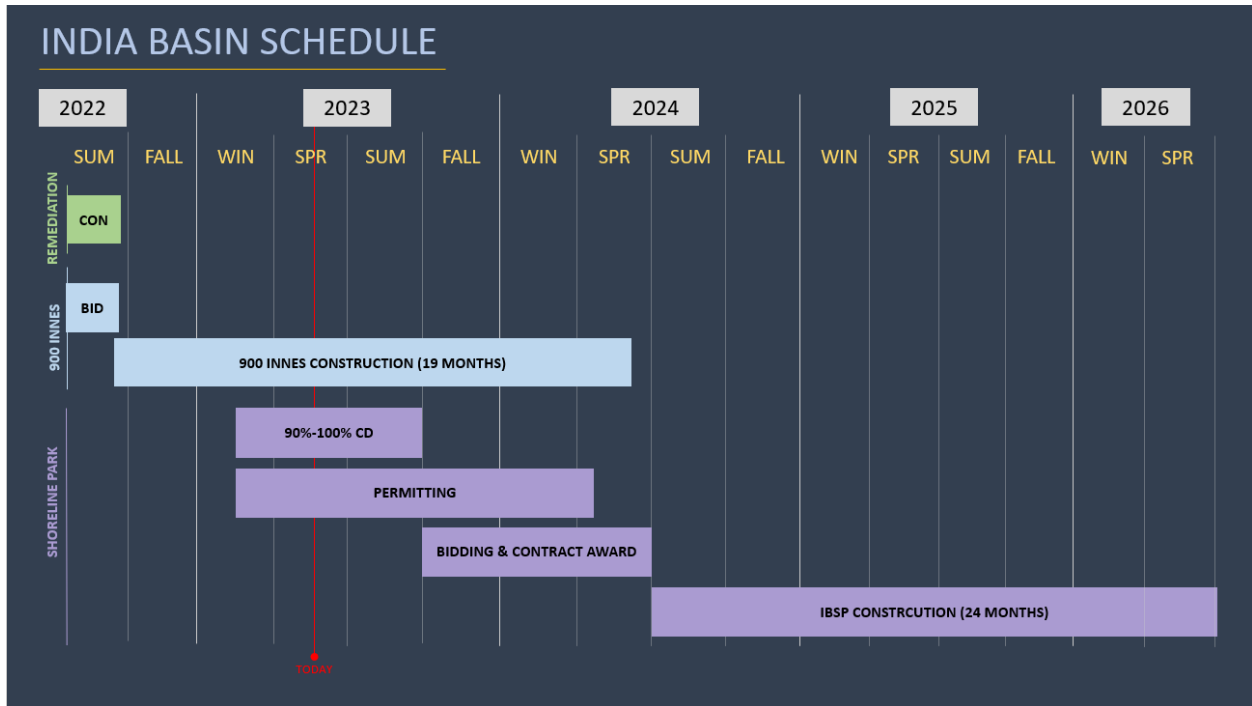 INDIA BASIN SCHEDULE
2022 2023 2024 2025 2026
SUM FALL WIN SPR SUM FALL WIN SPR SUM FALL WIN SPR SUM FALL WIN SPR
REMEDIATION
CON
900 INNES
BID
900 INNES CONSTRUCTION (19 MONTHS)
SHORELINE PARK
90%-100% CD
PERMITTING
BIDDING & CONTRACT AWARD
IBSP CONSTRCUTION (24 MONTHS)
TODAY